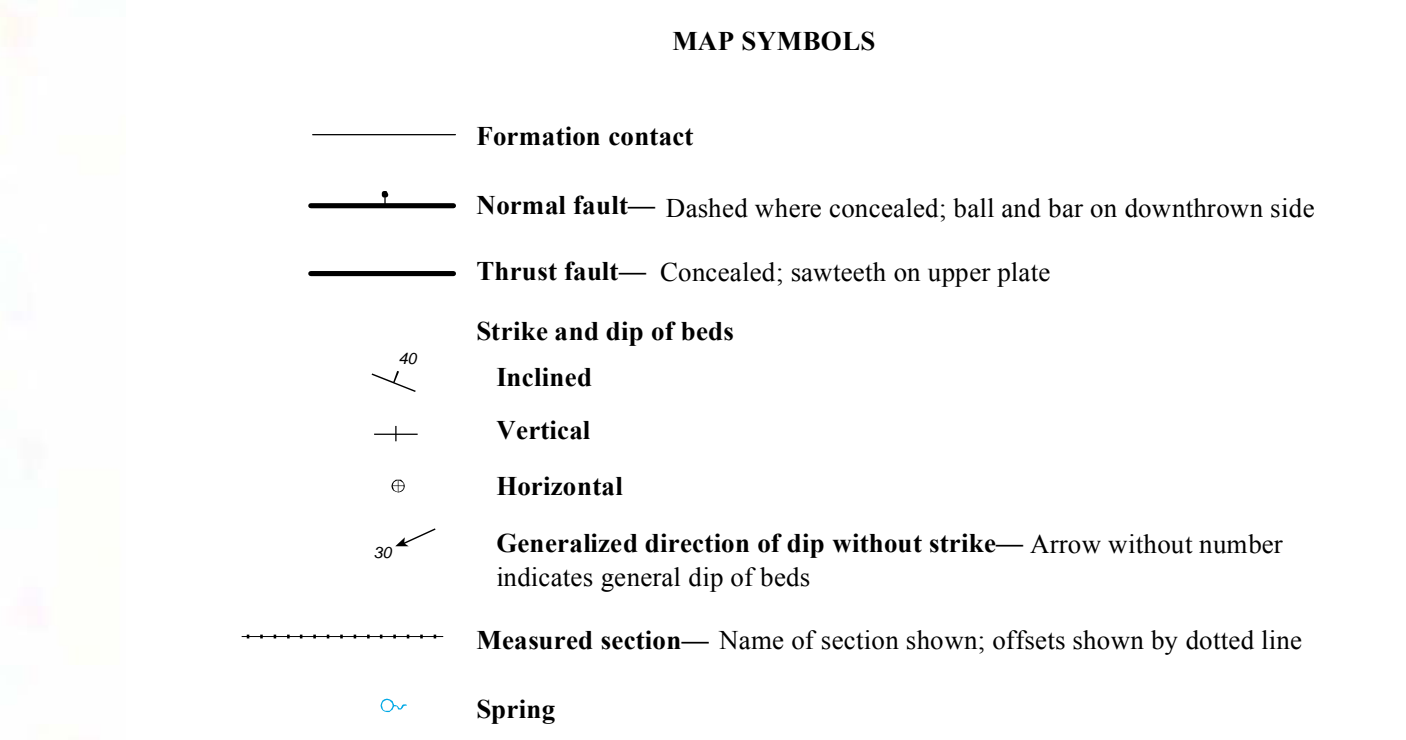 MAP SYMBOLS
Formation contact
Normal fault— Dashed where concealed; ball and bar on downthrown side
Thrust fault— Concealed; sawteeth on upper plate
Strike and dip of beds
40
Inclined
Vertical
Horizontal
30
Generalized direction of dip without strike— Arrow without number
indicates general dip of beds
Measured section— Name of section shown; offsets shown by dotted line
Spring